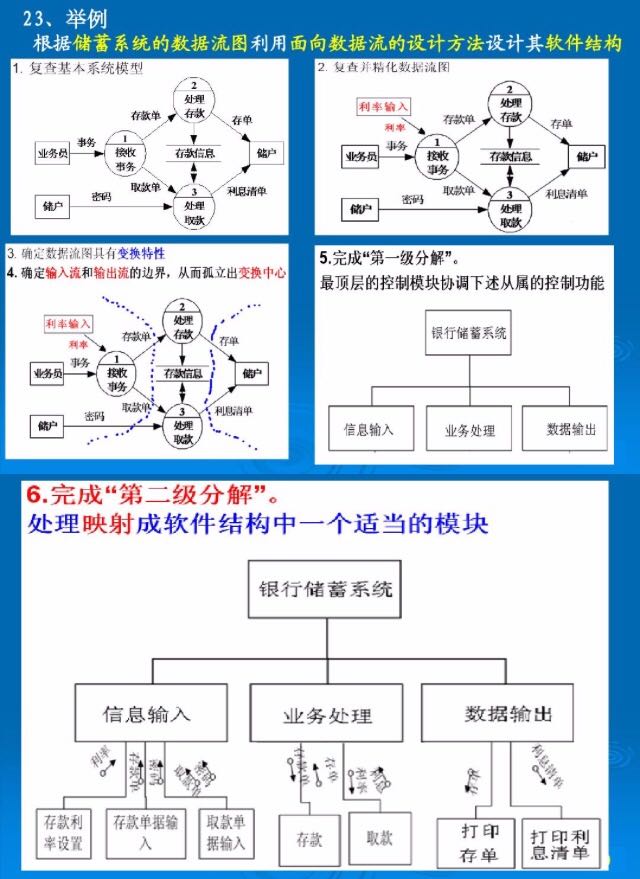 23、举例
根据储蓄系统的数据流图利用面向数据流的设计方法设计其软件结构
1. 复查基本系统模型
2
处理
存款
存款单
存单
1
接收
事务
事务
业务员
存款信息
储户
取款单
利息清单
密码
储户
3
处理
取款
2. 复查并精化数据流图
利率输入
利率
2
处理
存款
存款单
存单
事务
业务员
1
接收
事务
存款信息
储户
取款单
利息清单
密码
储户
3
处理
取款
3. 确定数据流图具有变换特性
4. 确定输入流和输出流的边界，从而孤立出变换中心
利率输入
利率
2
处理
存款
存款单
存单
事务
业务员
1
接收
事务
存款信息
储户
取款单
利息清单
密码
储户
3
处理
取款
5.完成“第一级分解”。
最顶层的控制模块协调下述从属的控制功能
银行储蓄系统
信息输入
业务处理
数据输出
6.完成“第二级分解”。
处理映射成软件结构中一个适当的模块
银行储蓄系统
信息输入
业务处理
数据输出
利率
存款单
密码
取款单
密码
存款单
存单
利率
利息
利息清单
存款利
率设置
存款单据输
入
取款单
据输入
存款
取款
打印
存单
打印利
息清单